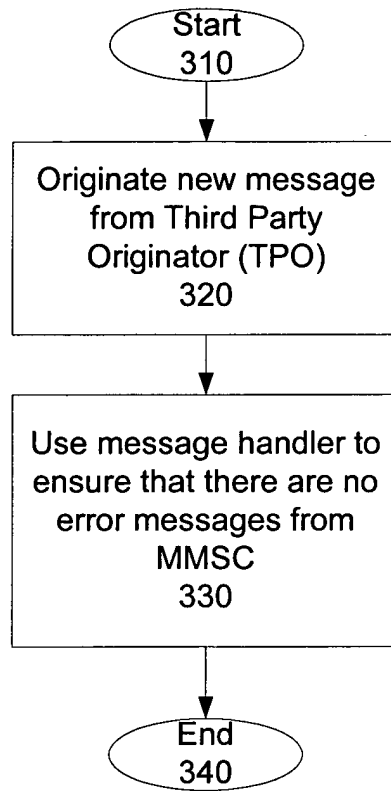 Start
310
Originate new message
from Third Party
Originator (TPO)
320
Use message handler to
ensure that there are no
error messages from
MMSC
330
End
340